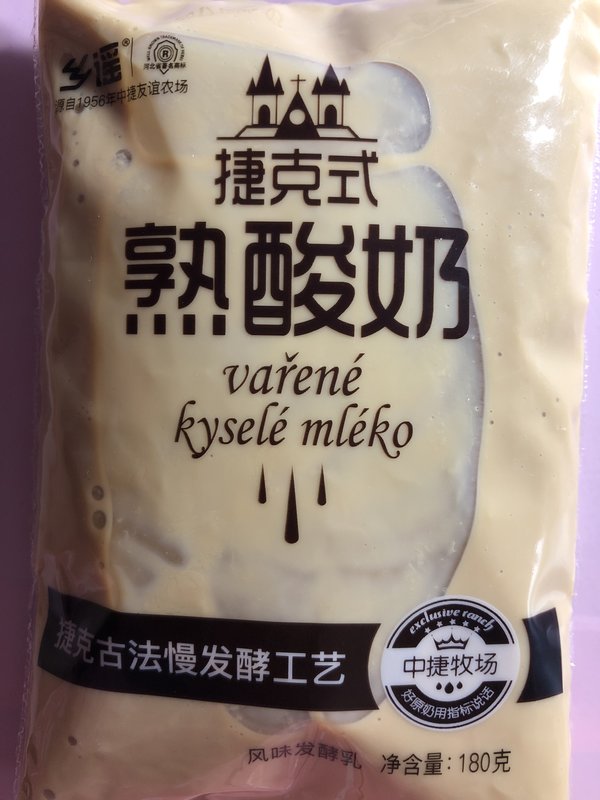 乡谣®
WELL-KNOWN TRADEMARK
R
河北省著名商标
源自1956年中捷友谊农场
捷克式
熟酸奶
vařené
kyselé mléko
捷克古法慢发酵工艺
exclusive ranch
中捷牧场
好原奶用指标说话
风味发酵乳
净含量：180克